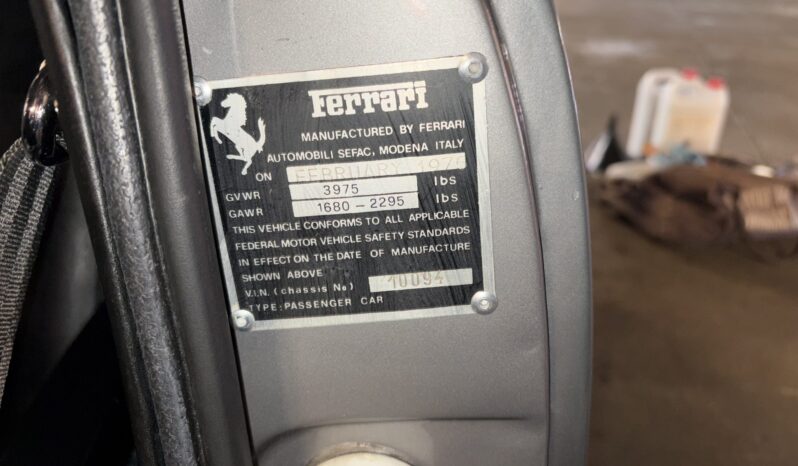 Ferrari
MANUFACTURED BY FERRARI
AUTOMOBILI SEFAC, MODENA ITALY
ON FEBRUARY 1976
GVWR 3975 lbs
GAWR 1680-2295 lbs
THIS VEHICLE CONFORMS TO ALL APPLICABLE
FEDERAL MOTOR VEHICLE SAFETY STANDARDS
IN EFFECT ON THE DATE OF MANUFACTURE
SHOWN ABOVE
V.I.N. (chassis No) 10094
TYPE: PASSENGER CAR